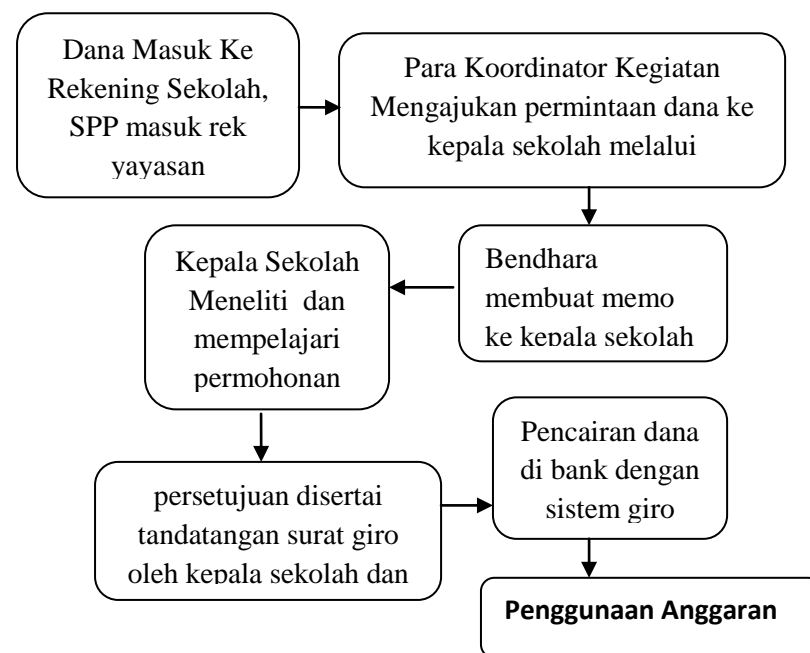 Dana Masuk Ke
Rekening Sekolah,
SPP masuk rek
yayasan
Para Koordinator Kegiatan
Mengajukan permintaan dana ke
kepala sekolah melalui
Bendhara
membuat memo
ke kepala sekolah
Kepala Sekolah
Meneliti dan
mempelajari
permohonan
persetujuan disertai
tandatangan surat giro
oleh kepala sekolah dan
Pencairan dana
di bank dengan
sistem giro
Penggunaan Anggaran